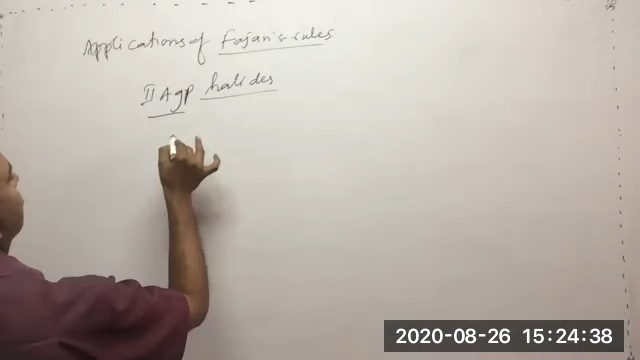 Applications of Fajan's rules.
II A gp halides
2020-08-26 15:24:38